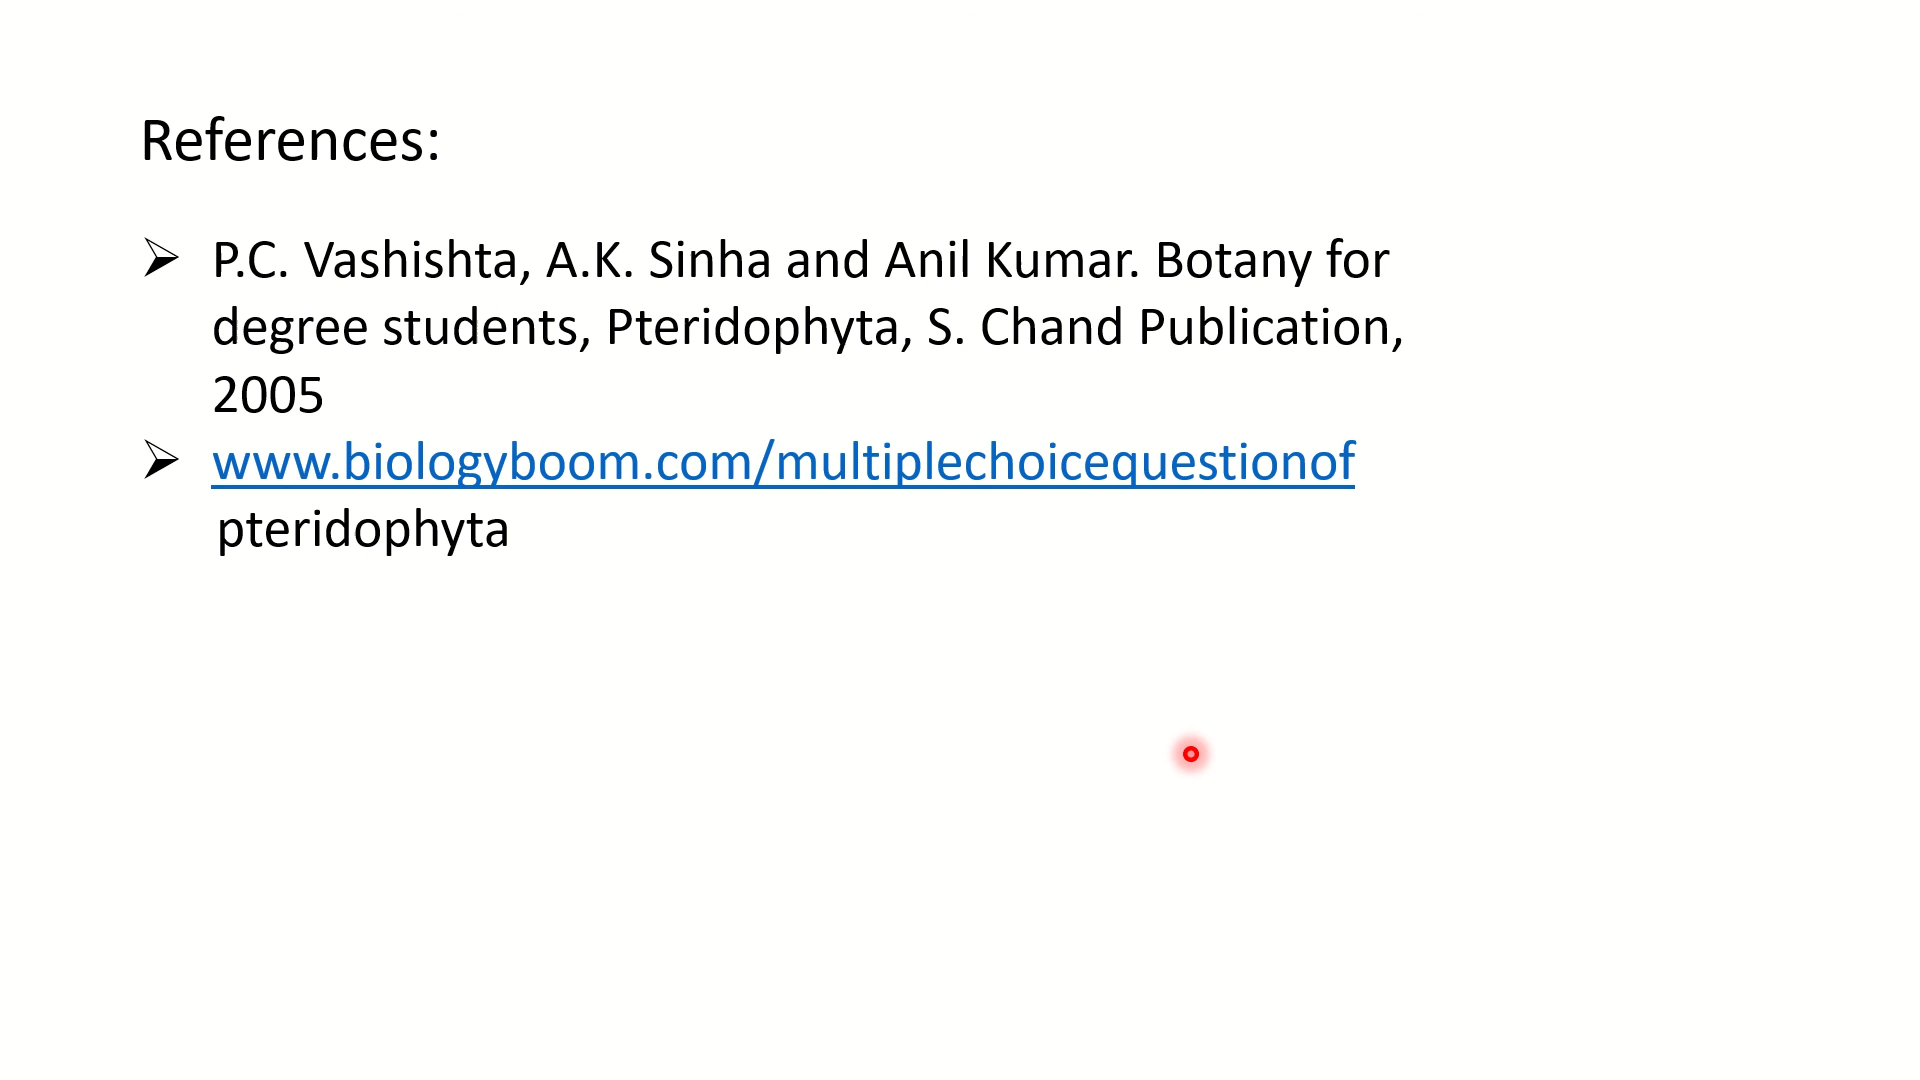 References:
P.C. Vashishta, A.K. Sinha and Anil Kumar. Botany for
degree students, Pteridophyta, S. Chand Publication,
2005
www.biologyboom.com/multiplechoicequestionof
pteridophyta